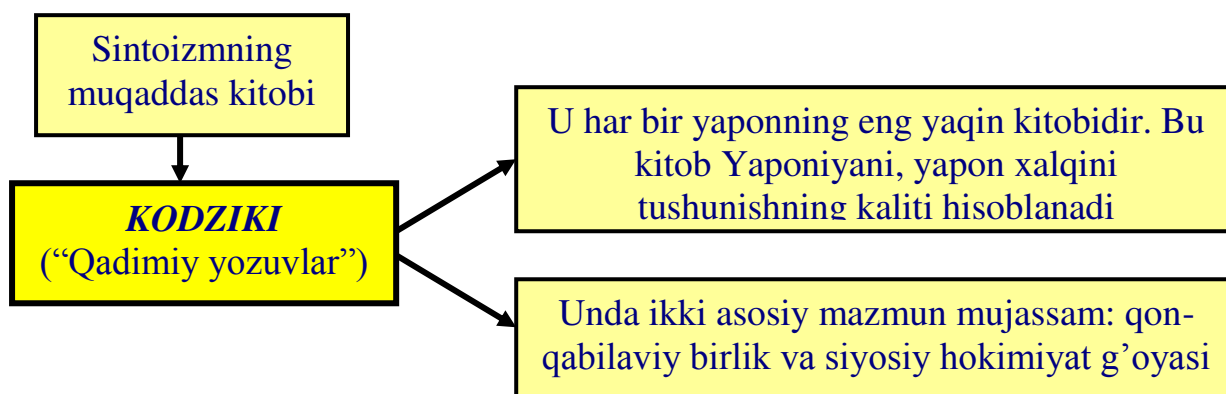 Sintoizmning
muqaddas kitobi
KODZIKI
(“Qadimiy yozuvlar”)
U har bir yaponning eng yaqin kitobidir. Bu
kitob Yaponiyani, yapon xalqini
tushunishning kaliti hisoblanadi
Unda ikki asosiy mazmun mujassam: qon-
qabilaviy birlik va siyosiy hokimiyat g’oyasi